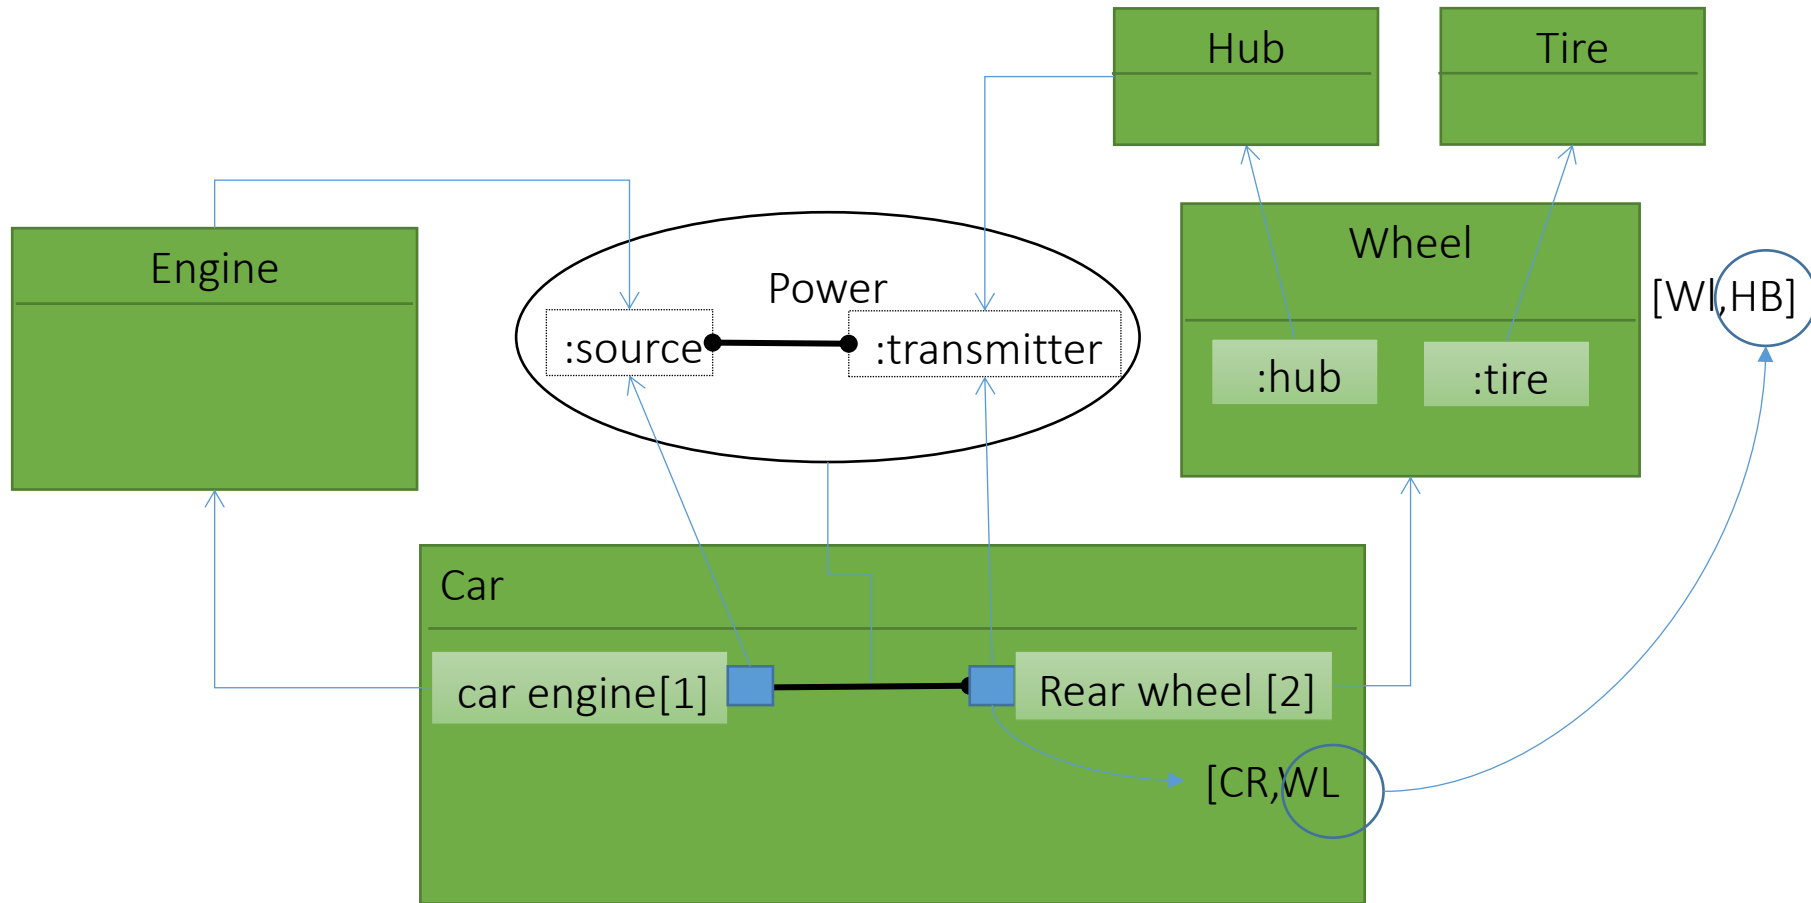 Hub
Tire
Engine
Power
:source
:transmitter
Wheel
[Wl,HB]
:hub
:tire
Car
car engine[1]
Rear wheel [2]
[CR,WL